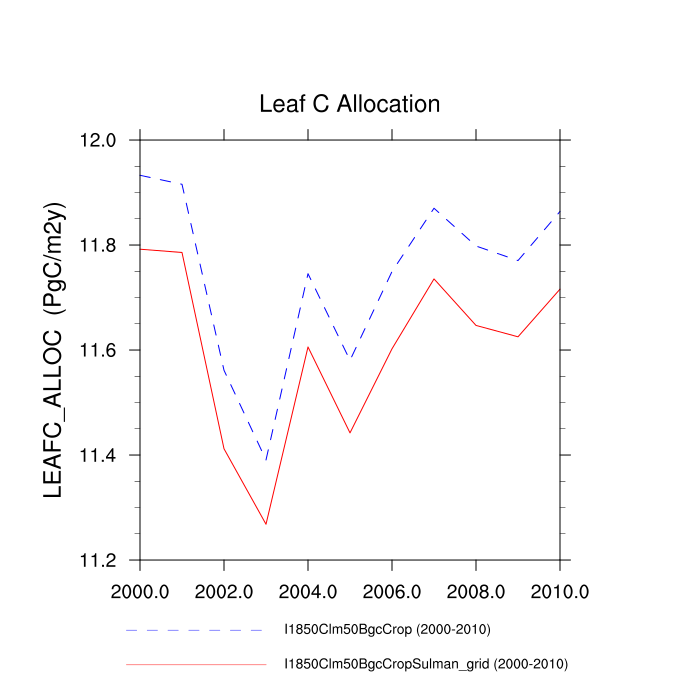 Leaf C Allocation
LEAFC_ALLOC (PgC/m2y)
12.0
11.8
11.6
11.4
11.2
2000.0 2002.0 2004.0 2006.0 2008.0 2010.0
I1850Clm50BgcCrop (2000-2010)
I1850Clm50BgcCropSulman_grid (2000-2010)